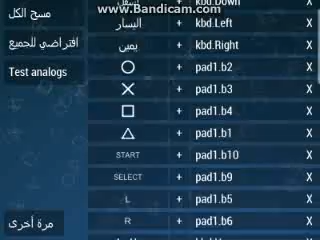 www.Bandicam.com
مسح الكل
افتراضي للجميع
Test analogs
مرة أخرى
+ kbd.Down X
اليسار + kbd.Left X
يمين + kbd.Right X
+ pad1.b2 X
+ pad1.b3 X
+ pad1.b4 X
+ pad1.b1 X
START + pad1.b10 X
SELECT + pad1.b9 X
L + pad1.b5 X
R + pad1.b6 X